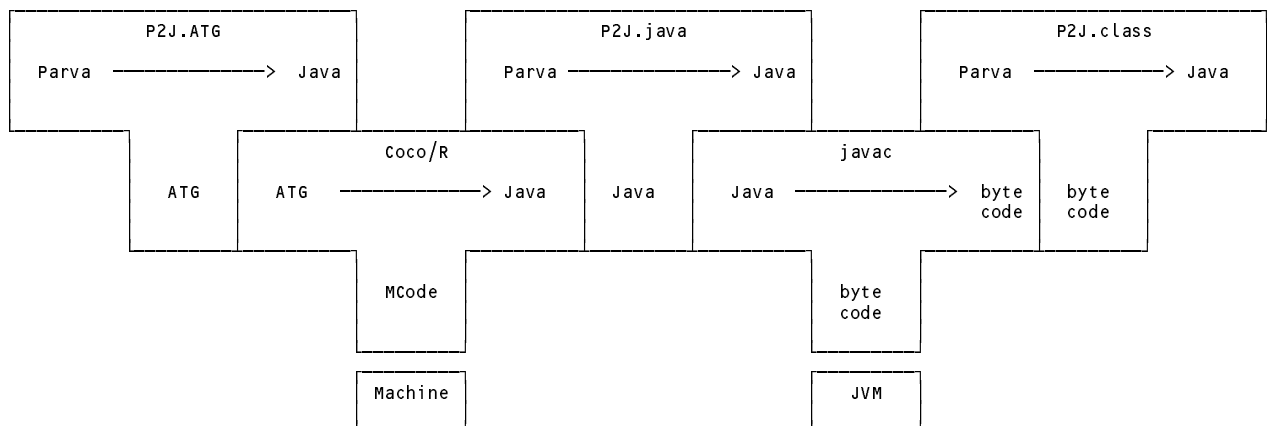 P2J.ATG P2J.java P2J.class
Parva Java Parva Java Parva Java
Coco/R javac
ATG ATG Java Java Java byte byte
code code
MCode byte
code
Machine JVM